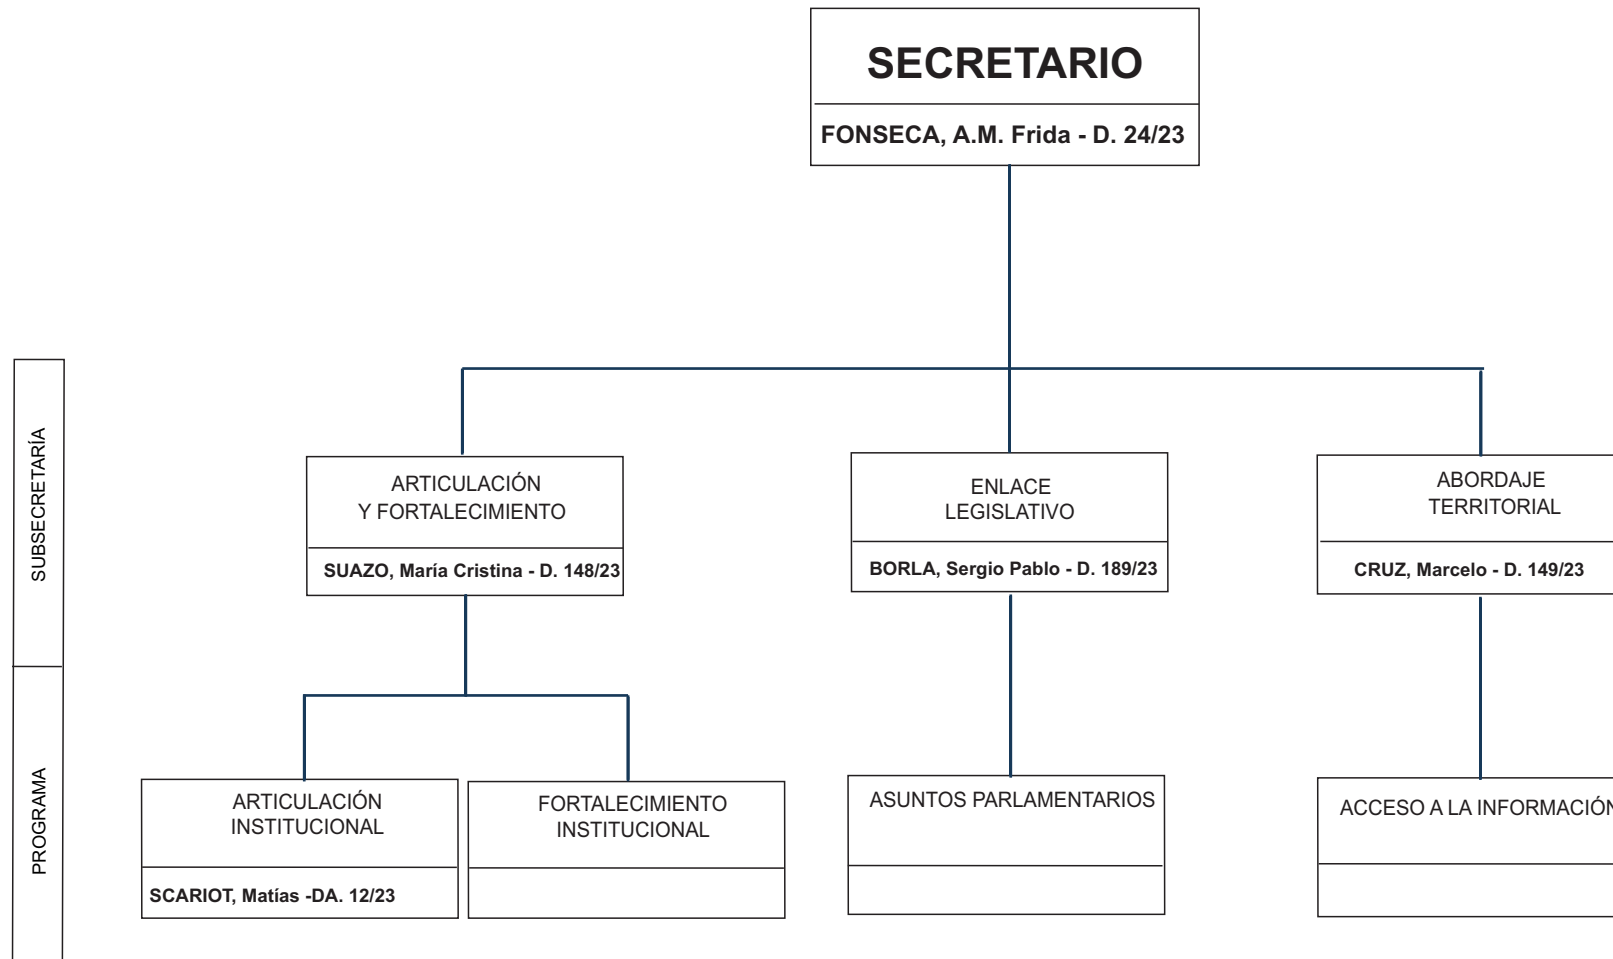 SECRETARIO
FONSECA, A.M. Frida - D. 24/23
SUBSECRETARÍA
ARTICULACIÓN
Y FORTALECIMIENTO
SUAZO, María Cristina - D. 148/23
ENLACE
LEGISLATIVO
BORLA, Sergio Pablo - D. 189/23
ABORDAJE
TERRITORIAL
CRUZ, Marcelo - D. 149/23
PROGRAMA
ARTICULACIÓN
INSTITUCIONAL
SCARIOT, Matías -DA. 12/23
FORTALECIMIENTO
INSTITUCIONAL
ASUNTOS PARLAMENTARIOS
ACCESO A LA INFORMACIÓN